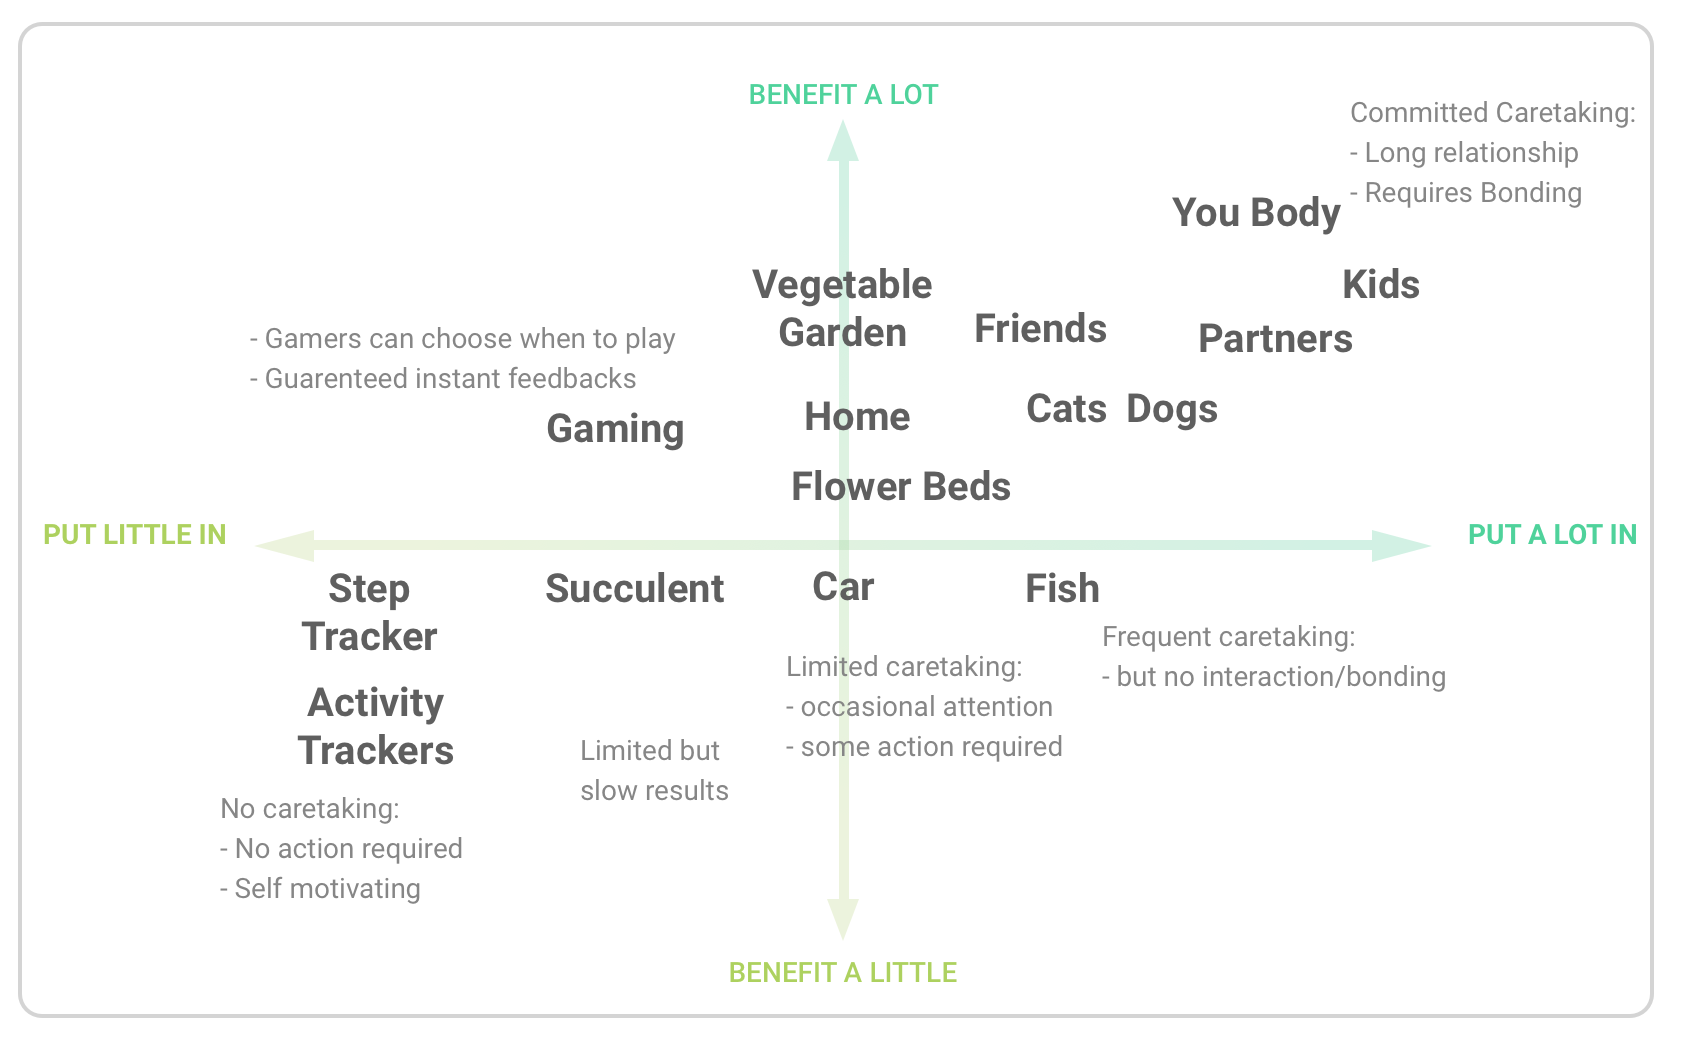 BENEFIT A LOT
Committed Caretaking:
- Long relationship
- Requires Bonding
You Body
Vegetable
Garden
Kids
Friends
Partners
- Gamers can choose when to play
- Guarenteed instant feedbacks
Gaming
Home
Cats Dogs
Flower Beds
PUT LITTLE IN
PUT A LOT IN
Step
Tracker
Succulent
Car
Fish
Frequent caretaking:
- but no interaction/bonding
Limited caretaking:
- occasional attention
- some action required
Activity
Trackers
Limited but
slow results
No caretaking:
- No action required
- Self motivating
BENEFIT A LITTLE